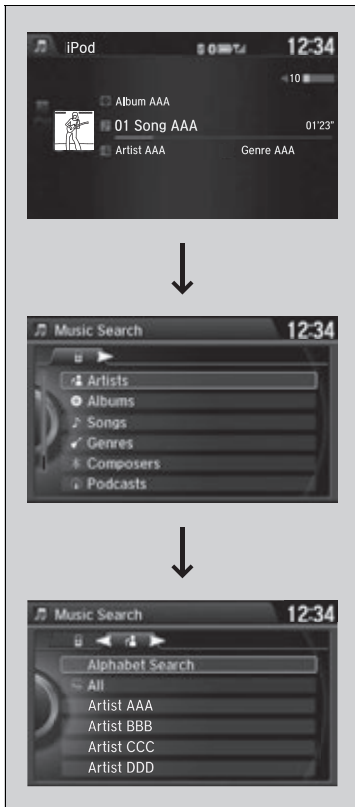 iPod 12:34
10
Album AAA
01 Song AAA 01'23"
Artist AAA Genre AAA
Music Search 12:34
Artists
Albums
Songs
Genres
Composers
Podcasts
Music Search 12:34
Alphabet Search
All
Artist AAA
Artist BBB
Artist CCC
Artist DDD